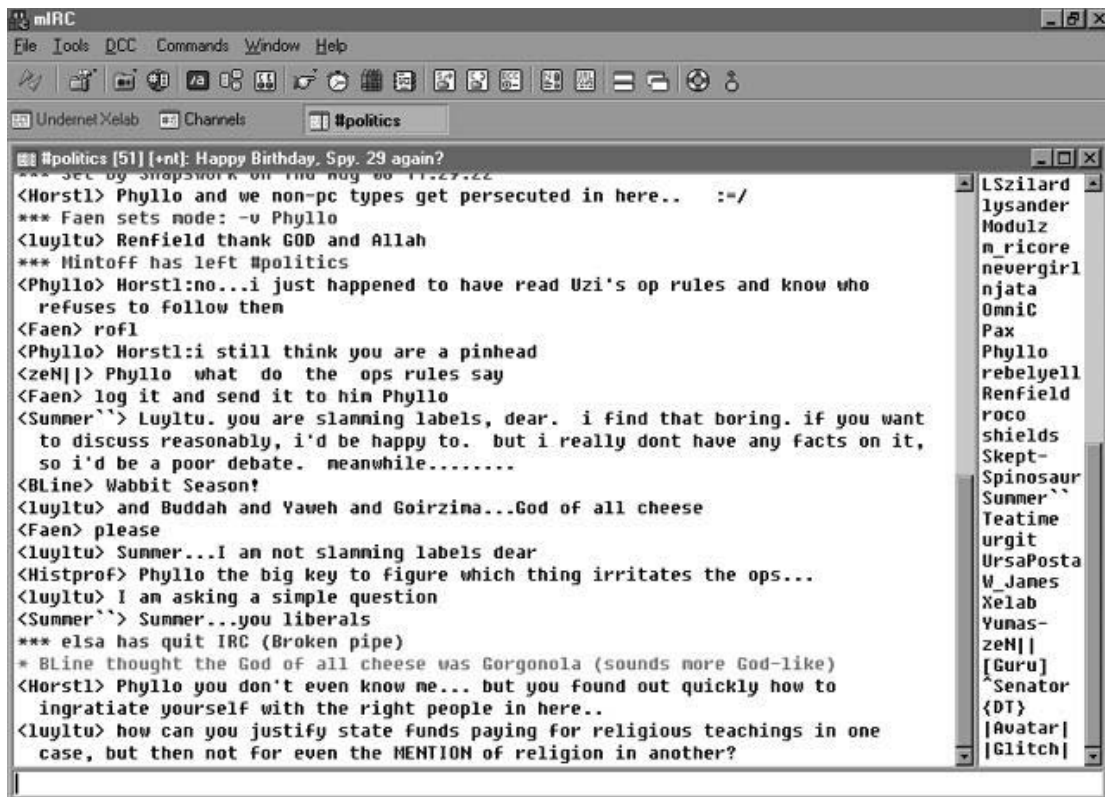 mIRC
File Tools DCC Commands Window Help
Undernet Xelab Channels #politics
#politics [51] [+nt]: Happy Birthday, Spy. 29 again?
*** Set by Snapswork on Thu Aug 06 11:29:22
<Horstl> Phyllo and we non-pc types get persecuted in here.. :=/
*** Faen sets mode: -v Phyllo
<luyltu> Renfield thank GOD and Allah
*** Mintoff has left #politics
<Phyllo> Horstl:no...i just happened to have read Uzi's op rules and know who
refuses to follow them
<Faen> rofl
<Phyllo> Horstl:i still think you are a pinhead
<zeN||> Phyllo what do the ops rules say
<Faen> log it and send it to him Phyllo
<Summer``> Luyltu. you are slamming labels, dear. i find that boring. if you want
to discuss reasonably, i'd be happy to. but i really dont have any facts on it,
so i'd be a poor debate. meanwhile........
<BLine> Wabbit Season!
<luyltu> and Buddah and Yaweh and Goirzima...God of all cheese
<Faen> please
<luyltu> Summer...I am not slamming labels dear
<Histprof> Phyllo the big key to figure which thing irritates the ops...
<luyltu> I am asking a simple question
<Summer``> Summer...you liberals
*** elsa has quit IRC (Broken pipe)
* BLine thought the God of all cheese was Gorgonola (sounds more God-like)
<Horstl> Phyllo you don't even know me... but you found out quickly how to
ingratiate yourself with the right people in here..
<luyltu> how can you justify state funds paying for religious teachings in one
case, but then not for even the MENTION of religion in another?
LSzilard
lysander
Modulz
m_ricore
nevergirl
njata
OmniC
Pax
Phyllo
rebelyell
Renfield
roco
shields
Skept-
Spinosaur
Summer``
Teatime
urgit
UrsaPosta
W_James
Xelab
Yumas-
zeN||
[Guru]
^Senator
{DT}
|Avatar|
|Glitch|